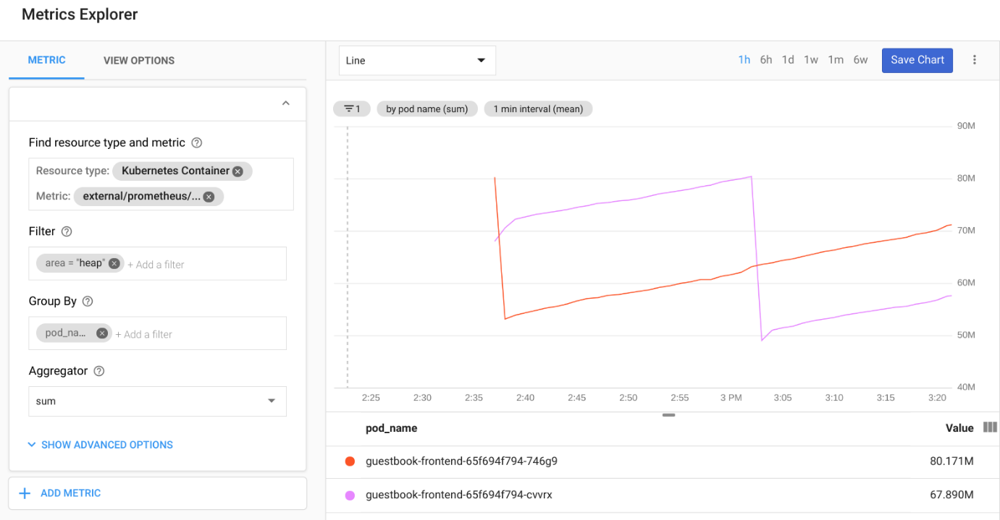 Metrics Explorer
METRIC
VIEW OPTIONS
Find resource type and metric ?
Resource type: Kubernetes Container
Metric: external/prometheus/...
Filter ?
area = "heap" + Add a filter
Group By ?
pod_na... + Add a filter
Aggregator ?
sum
SHOW ADVANCED OPTIONS
+ ADD METRIC
Line
1h 6h 1d 1w 1m 6w
Save Chart
1
by pod name (sum)
1 min interval (mean)
90M
80M
70M
60M
50M
40M
2:25 2:30 2:35 2:40 2:45 2:50 2:55 3 PM 3:05 3:10 3:15 3:20
pod_name Value
guestbook-frontend-65f694f794-746g9 80.171M
guestbook-frontend-65f694f794-cvvrx 67.890M